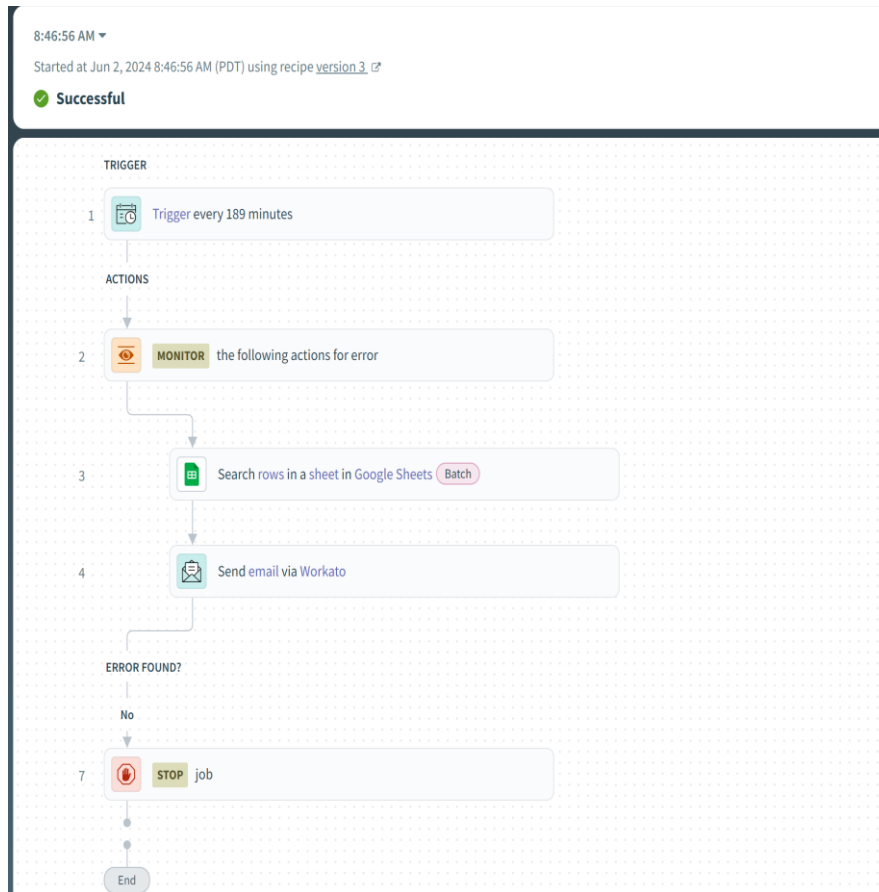 8:46:56 AM
Started at Jun 2, 2024 8:46:56 AM (PDT) using recipe version 3
Successful
TRIGGER
1 Trigger every 189 minutes
ACTIONS
2 MONITOR the following actions for error
3 Search rows in a sheet in Google Sheets Batch
4 Send email via Workato
ERROR FOUND?
No
7 STOP job
End